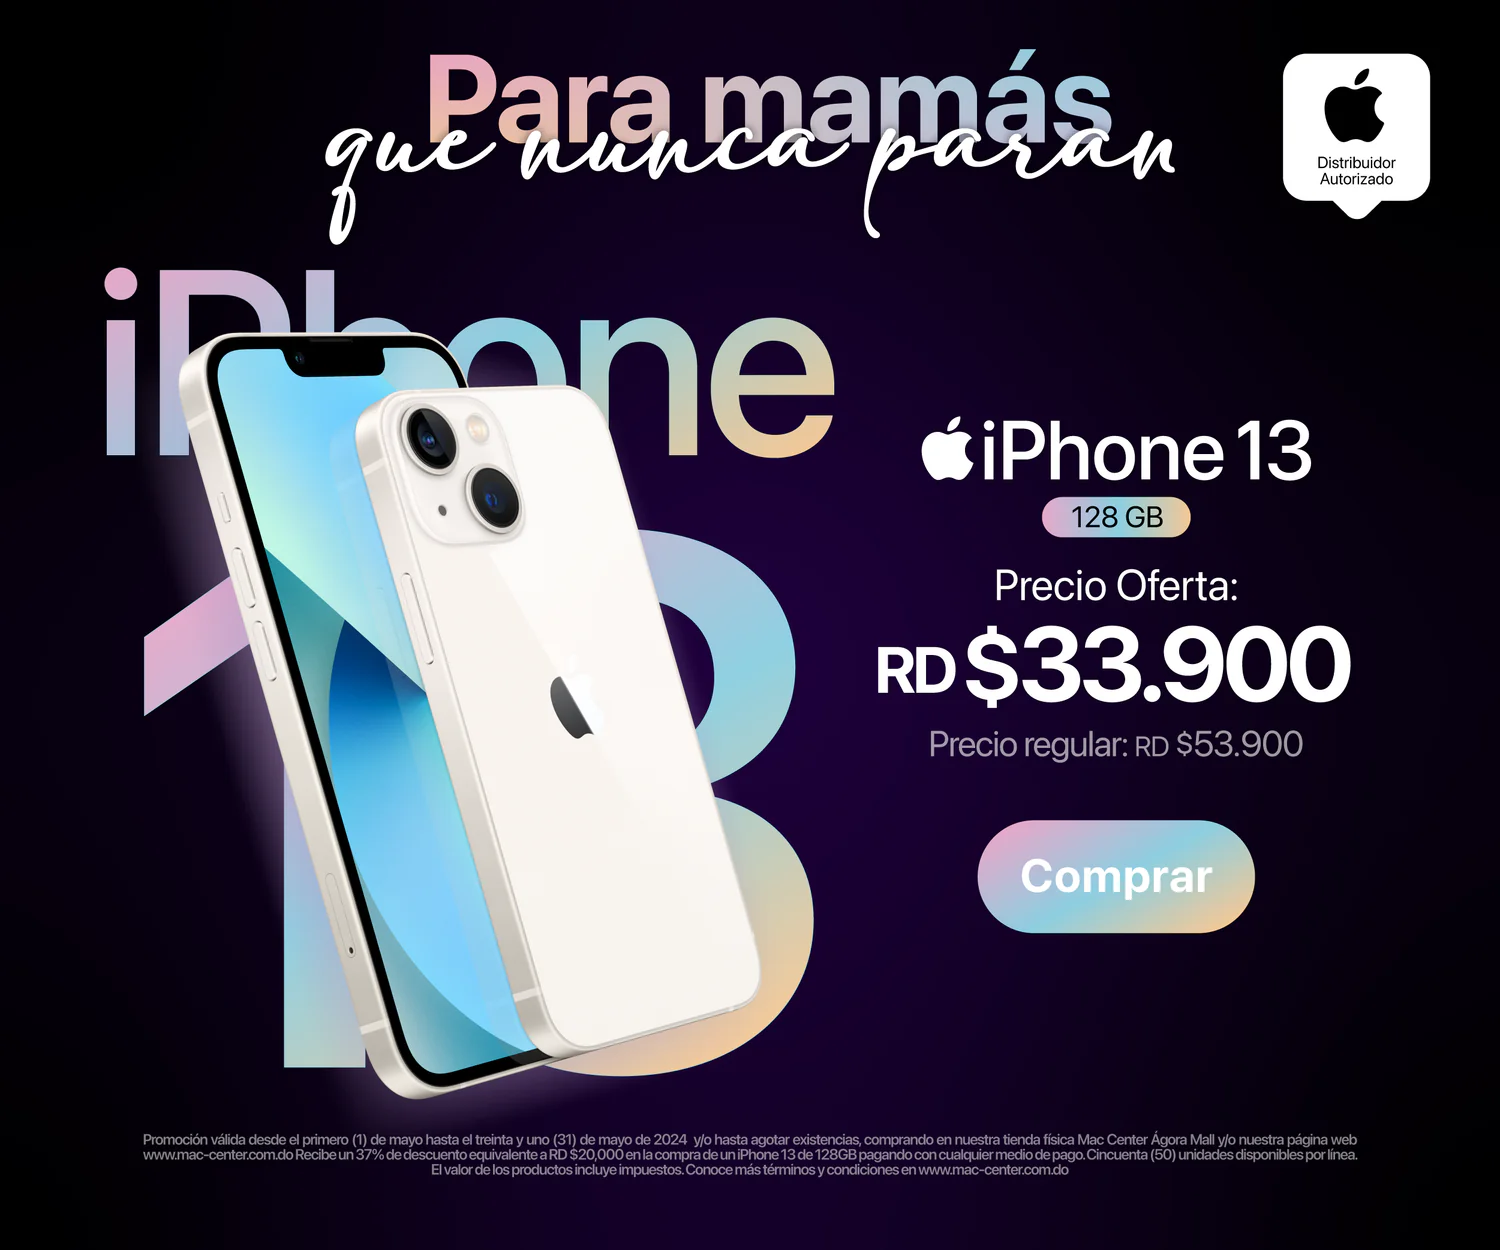 Para mamás
que nunca paran
Distribuidor
Autorizado
iPhone
13
iPhone 13
128 GB
Precio Oferta:
RD $33.900
Precio regular: RD $53.900
Comprar
Promoción válida desde el primero (1) de mayo hasta el treinta y uno (31) de mayo de 2024 y/o hasta agotar existencias, comprando en nuestra tienda física Mac Center Ágora Mall y/o nuestra página web
www.mac-center.com.do Recibe un 37% de descuento equivalente a RD $20,000 en la compra de un iPhone 13 de 128GB pagando con cualquier medio de pago. Cincuenta (50) unidades disponibles por línea.
El valor de los productos incluye impuestos. Conoce más términos y condiciones en www.mac-center.com.do